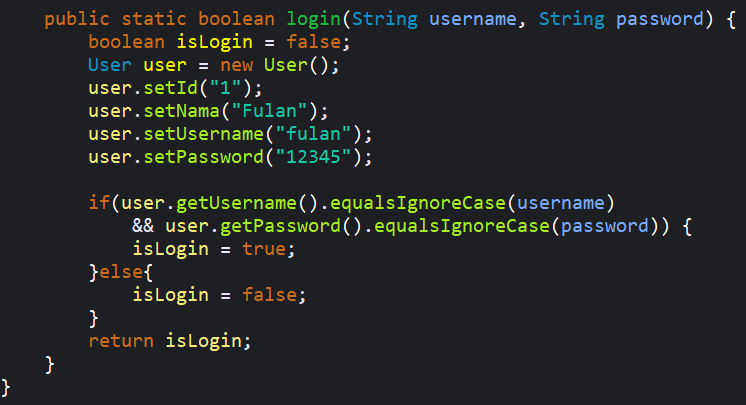 public static boolean login(String username, String password) {
boolean isLogin = false;
User user = new User();
user.setId("1");
user.setNama("Fulan");
user.setUsername("fulan");
user.setPassword("12345");
if(user.getUsername().equalsIgnoreCase(username)
&& user.getPassword().equalsIgnoreCase(password)) {
isLogin = true;
}else{
isLogin = false;
}
return isLogin;
}
}